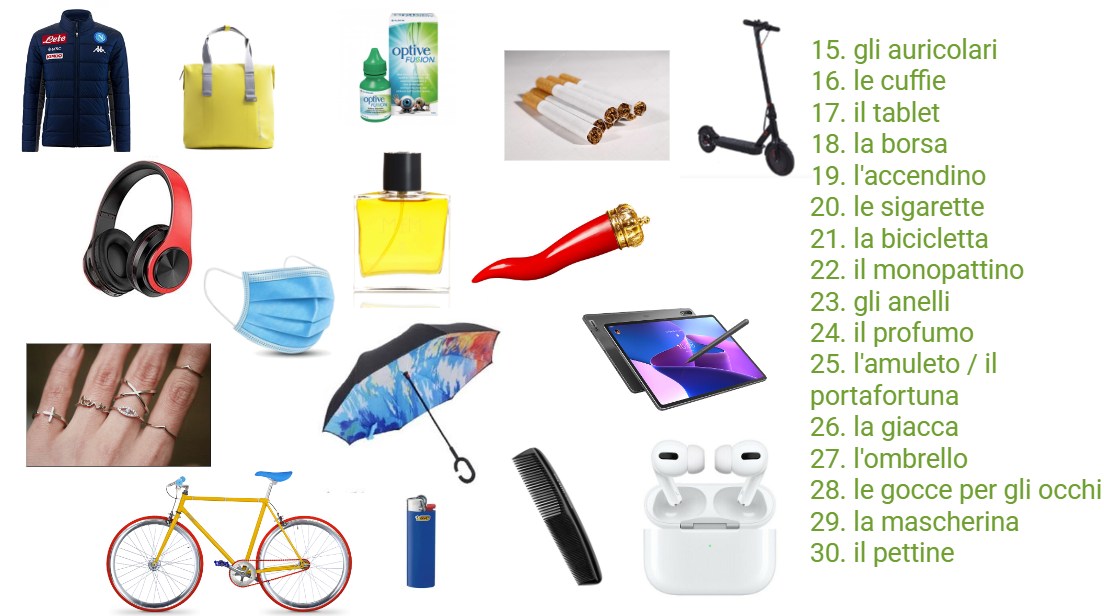 Lete
Kappa
optive
FUSION
optive
FUSION
BIC
15. gli auricolari
16. le cuffie
17. il tablet
18. la borsa
19. l'accendino
20. le sigarette
21. la bicicletta
22. il monopattino
23. gli anelli
24. il profumo
25. l'amuleto / il
portafortuna
26. la giacca
27. l'ombrello
28. le gocce per gli occhi
29. la mascherina
30. il pettine